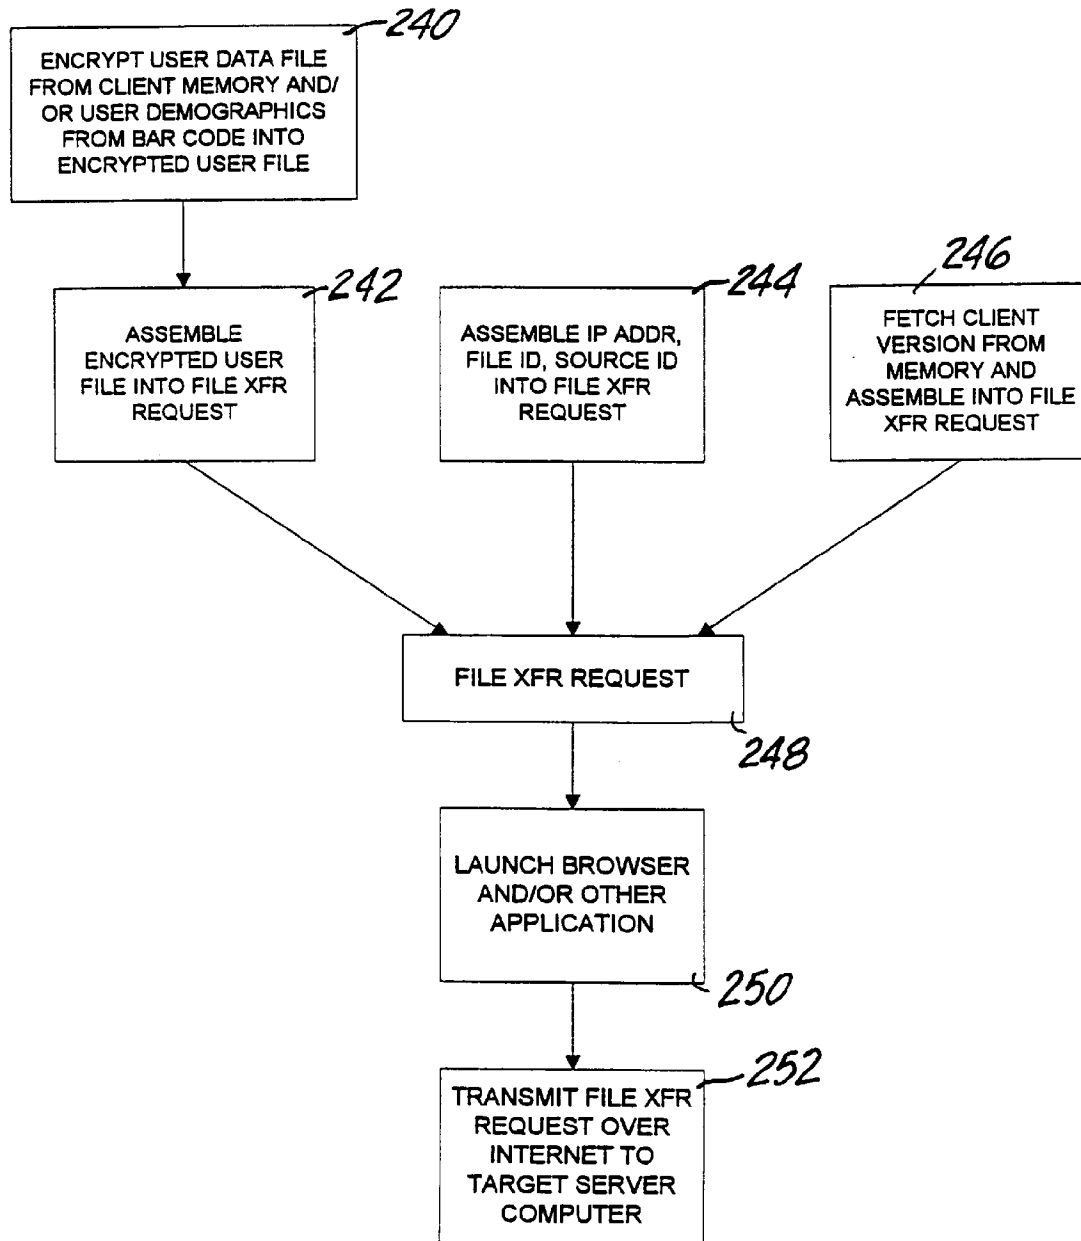 240
ENCRYPT USER DATA FILE
FROM CLIENT MEMORY AND/
OR USER DEMOGRAPHICS
FROM BAR CODE INTO
ENCRYPTED USER FILE
242
ASSEMBLE
ENCRYPTED USER
FILE INTO FILE XFR
REQUEST
244
ASSEMBLE IP ADDR,
FILE ID, SOURCE ID
INTO FILE XFR
REQUEST
246
FETCH CLIENT
VERSION FROM
MEMORY AND
ASSEMBLE INTO FILE
XFR REQUEST
FILE XFR REQUEST
248
LAUNCH BROWSER
AND/OR OTHER
APPLICATION
250
252
TRANSMIT FILE XFR
REQUEST OVER
INTERNET TO
TARGET SERVER
COMPUTER